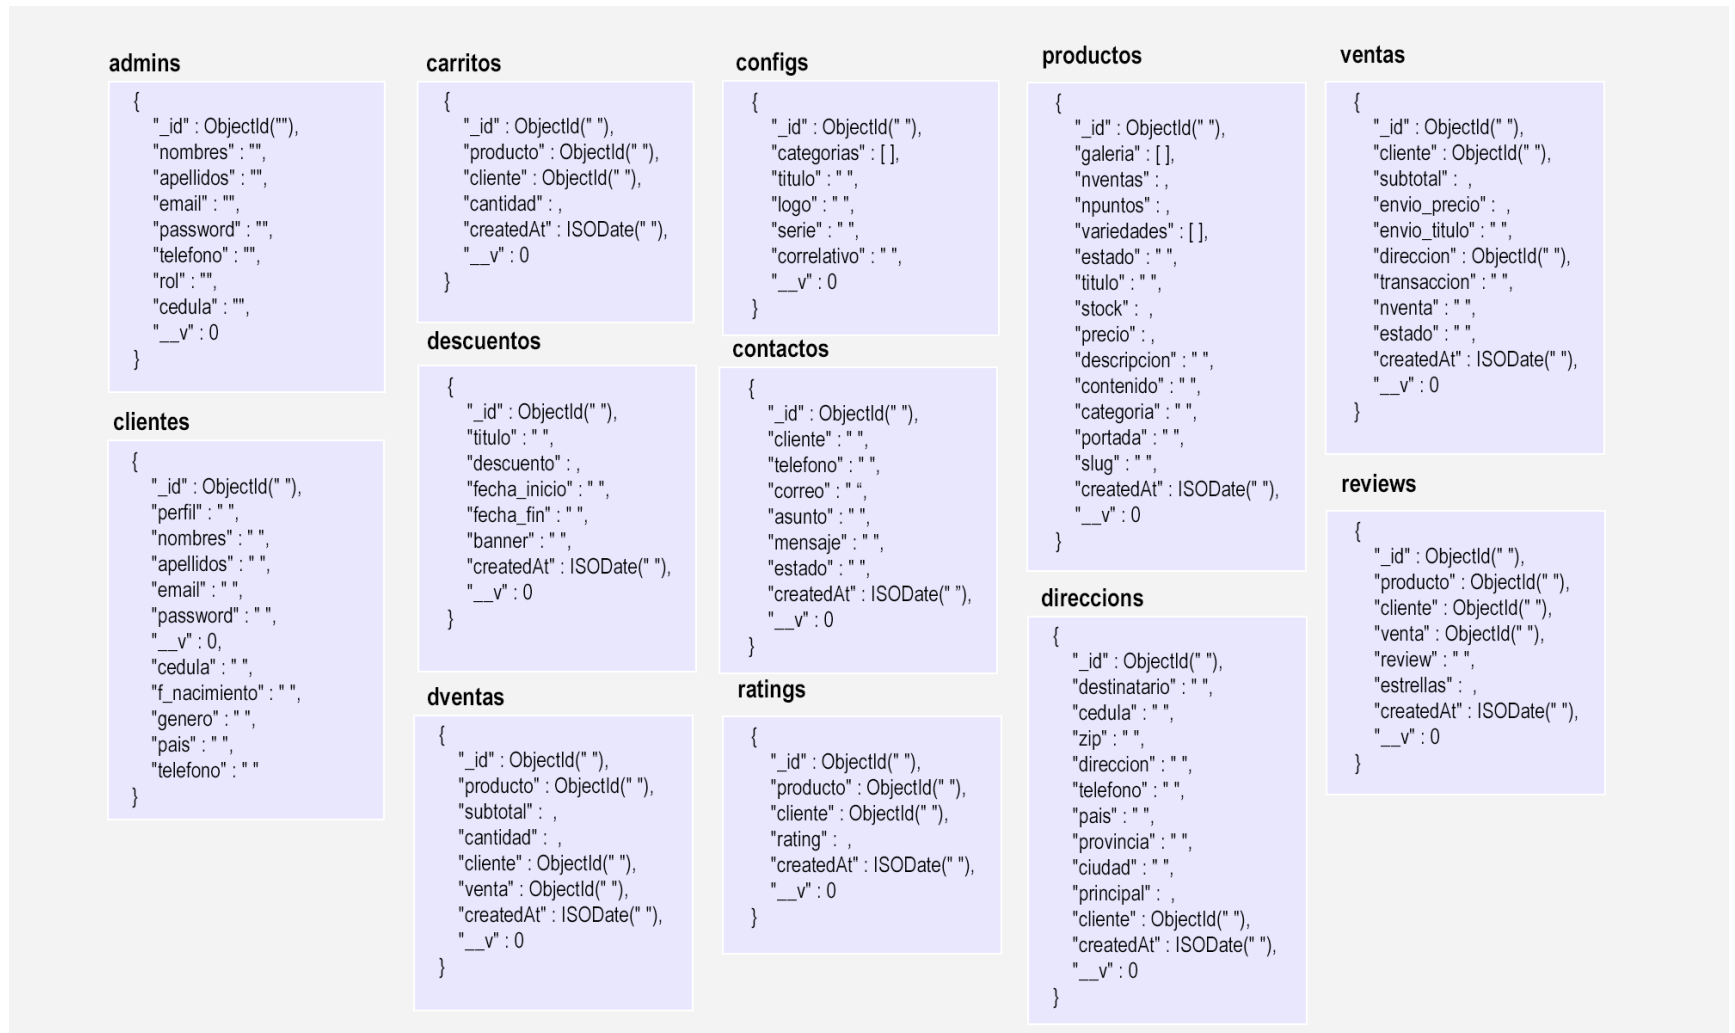 admins
{
"_id" : ObjectId(""),
"nombres" : "",
"apellidos" : "",
"email" : "",
"password" : "",
"telefono" : "",
"rol" : "",
"cedula" : "",
"__v" : 0
}
clientes
{
"_id" : ObjectId(" "),
"perfil" : " ",
"nombres" : " ",
"apellidos" : " ",
"email" : " ",
"password" : " ",
"__v" : 0,
"cedula" : " ",
"f_nacimiento" : " ",
"genero" : " ",
"pais" : " ",
"telefono" : " "
}
carritos
{
"_id" : ObjectId(" "),
"producto" : ObjectId(" "),
"cliente" : ObjectId(" "),
"cantidad" : ,
"createdAt" : ISODate(" "),
"__v" : 0
}
descuentos
{
"_id" : ObjectId(" "),
"titulo" : " ",
"descuento" : ,
"fecha_inicio" : " ",
"fecha_fin" : " ",
"banner" : " ",
"createdAt" : ISODate(" "),
"__v" : 0
}
dventas
{
"_id" : ObjectId(" "),
"producto" : ObjectId(" "),
"subtotal" : ,
"cantidad" : ,
"cliente" : ObjectId(" "),
"venta" : ObjectId(" "),
"createdAt" : ISODate(" "),
"__v" : 0
}
configs
{
"_id" : ObjectId(" "),
"categorias" : [ ],
"titulo" : " ",
"logo" : " ",
"serie" : " ",
"correlativo" : " ",
"__v" : 0
}
contactos
{
"_id" : ObjectId(" "),
"cliente" : " ",
"telefono" : " ",
"correo" : " “,
"asunto" : " ",
"mensaje" : " ",
"estado" : " ",
"createdAt" : ISODate(" "),
"__v" : 0
}
ratings
{
"_id" : ObjectId(" "),
"producto" : ObjectId(" "),
"cliente" : ObjectId(" "),
"rating" : ,
"createdAt" : ISODate(" "),
"__v" : 0
}
productos
{
"_id" : ObjectId(" "),
"galeria" : [ ],
"nventas" : ,
"npuntos" : ,
"variedades" : [ ],
"estado" : " ",
"titulo" : " ",
"stock" : ,
"precio" : ,
"descripcion" : " ",
"contenido" : " ",
"categoria" : " ",
"portada" : " ",
"slug" : " ",
"createdAt" : ISODate(" "),
"__v" : 0
}
direccions
{
"_id" : ObjectId(" "),
"destinatario" : " ",
"cedula" : " ",
"zip" : " ",
"direccion" : " ",
"telefono" : " ",
"pais" : " ",
"provincia" : " ",
"ciudad" : " ",
"principal" : ,
"cliente" : ObjectId(" "),
"createdAt" : ISODate(" "),
"__v" : 0
}
ventas
{
"_id" : ObjectId(" "),
"cliente" : ObjectId(" "),
"subtotal" : ,
"envio_precio" : ,
"envio_titulo" : " ",
"direccion" : ObjectId(" "),
"transaccion" : " ",
"nventa" : " ",
"estado" : " ",
"createdAt" : ISODate(" "),
"__v" : 0
}
reviews
{
"_id" : ObjectId(" "),
"producto" : ObjectId(" "),
"cliente" : ObjectId(" "),
"venta" : ObjectId(" "),
"review" : " ",
"estrellas" : ,
"createdAt" : ISODate(" "),
"__v" : 0
}